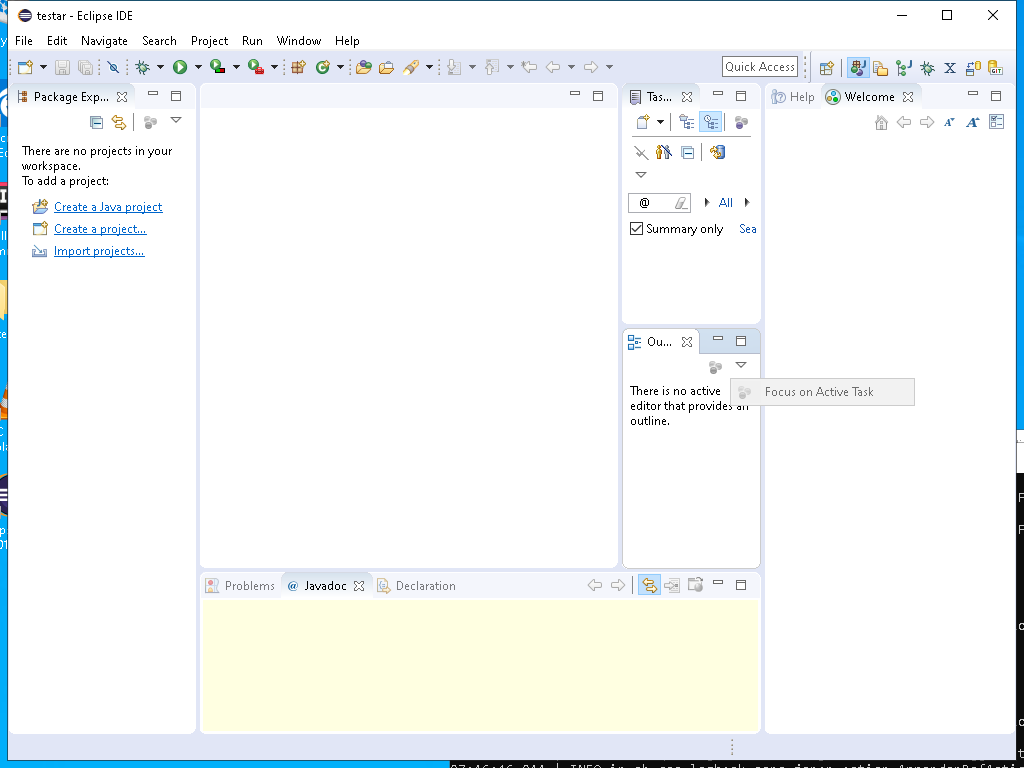 testar - Eclipse IDE
File Edit Navigate Search Project Run Window Help
Quick Access
Package Exp...
Tas...
Help
Welcome
There are no projects in your
workspace.
To add a project:
Create a Java project
Create a project...
Import projects...
@
All
Summary only
Sea
Ou...
There is no active
editor that provides an
outline.
Focus on Active Task
Problems
@ Javadoc
Declaration